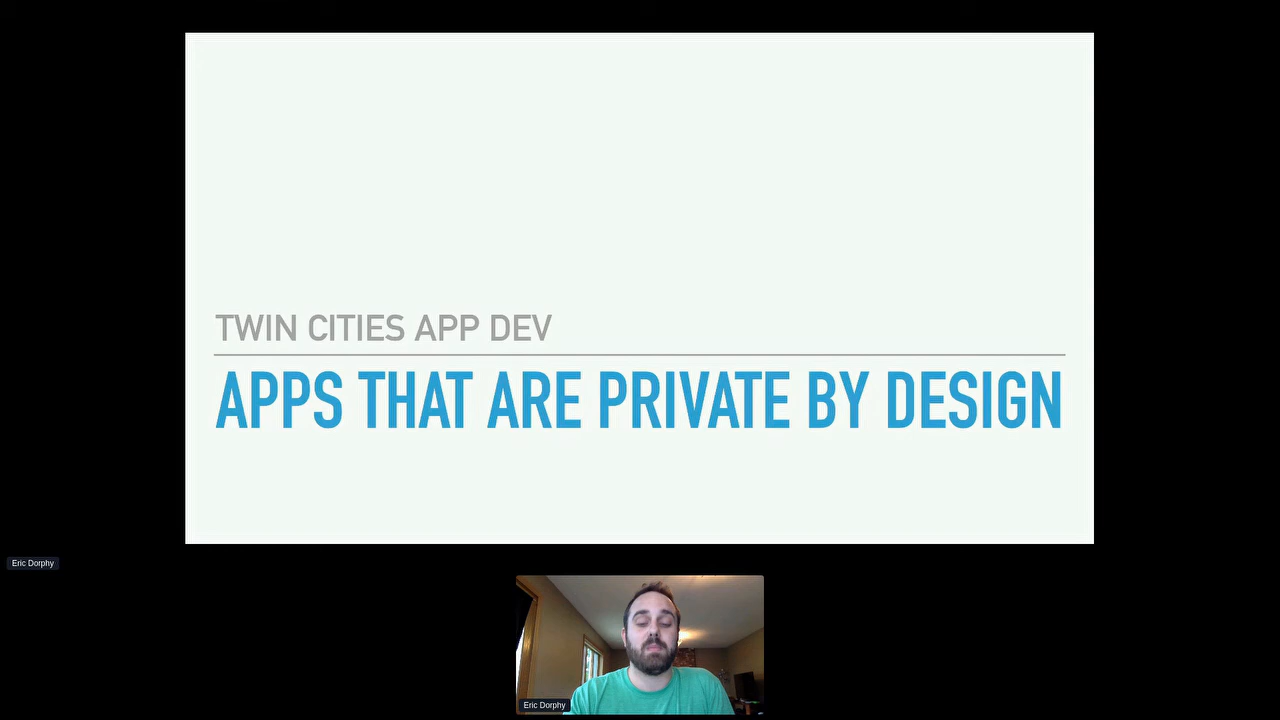 TWIN CITIES APP DEV
APPS THAT ARE PRIVATE BY DESIGN
Eric Dorphy
Eric Dorphy